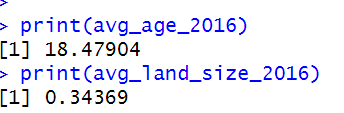 >
> print(avg_age_2016)
[1] 18.47904
> print(avg_land_size_2016)
[1] 0.34369